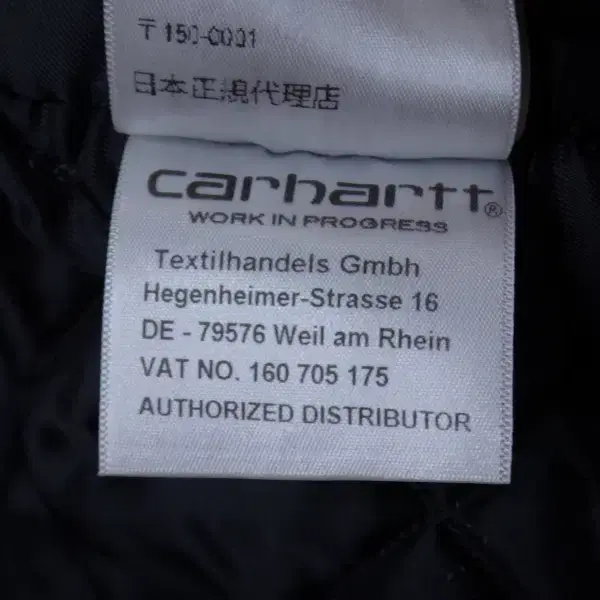 〒150-0001
日本正規代理店
carhartt®
WORK IN PROGRESS
Textilhandels Gmbh
Hegenheimer-Strasse 16
DE - 79576 Weil am Rhein
VAT NO. 160 705 175
AUTHORIZED DISTRIBUTOR